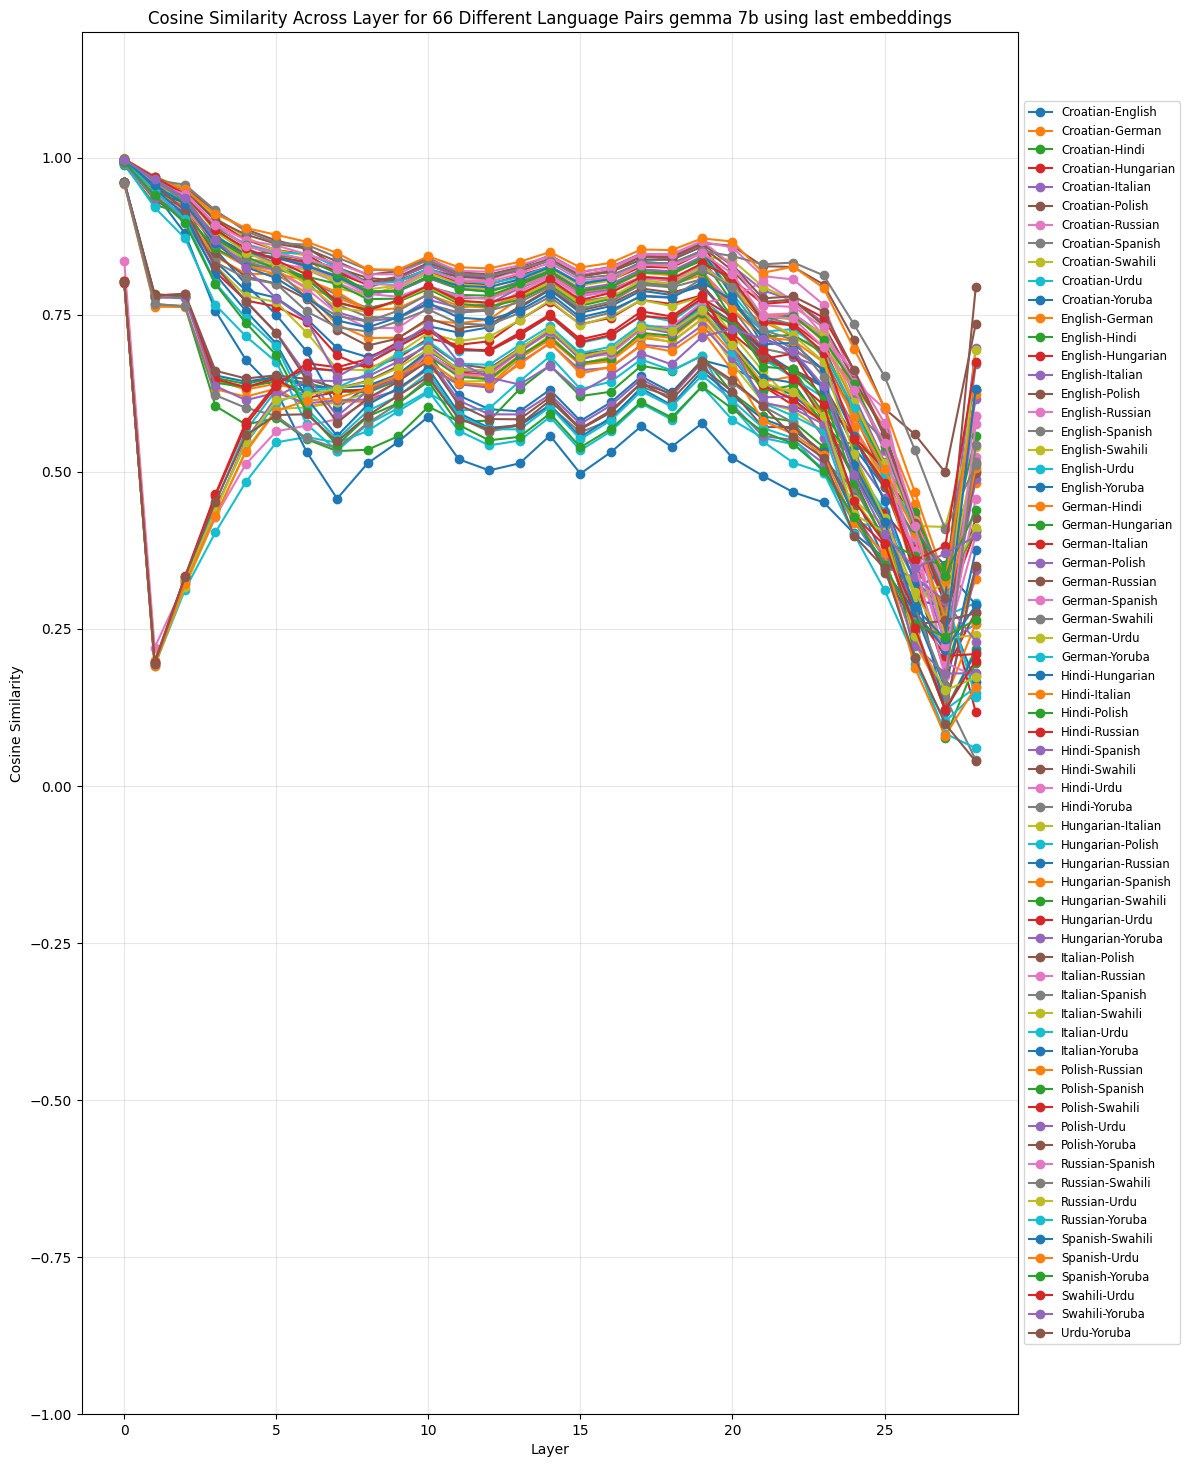 Cosine Similarity Across Layer for 66 Different Language Pairs gemma 7b using last embeddings
Cosine Similarity
1.00
0.75
0.50
0.25
0.00
−0.25
−0.50
−0.75
−1.00
0
5
10
15
20
25
Layer
Croatian-English
Croatian-German
Croatian-Hindi
Croatian-Hungarian
Croatian-Italian
Croatian-Polish
Croatian-Russian
Croatian-Spanish
Croatian-Swahili
Croatian-Urdu
Croatian-Yoruba
English-German
English-Hindi
English-Hungarian
English-Italian
English-Polish
English-Russian
English-Spanish
English-Swahili
English-Urdu
English-Yoruba
German-Hindi
German-Hungarian
German-Italian
German-Polish
German-Russian
German-Spanish
German-Swahili
German-Urdu
German-Yoruba
Hindi-Hungarian
Hindi-Italian
Hindi-Polish
Hindi-Russian
Hindi-Spanish
Hindi-Swahili
Hindi-Urdu
Hindi-Yoruba
Hungarian-Italian
Hungarian-Polish
Hungarian-Russian
Hungarian-Spanish
Hungarian-Swahili
Hungarian-Urdu
Hungarian-Yoruba
Italian-Polish
Italian-Russian
Italian-Spanish
Italian-Swahili
Italian-Urdu
Italian-Yoruba
Polish-Russian
Polish-Spanish
Polish-Swahili
Polish-Urdu
Polish-Yoruba
Russian-Spanish
Russian-Swahili
Russian-Urdu
Russian-Yoruba
Spanish-Swahili
Spanish-Urdu
Spanish-Yoruba
Swahili-Urdu
Swahili-Yoruba
Urdu-Yoruba